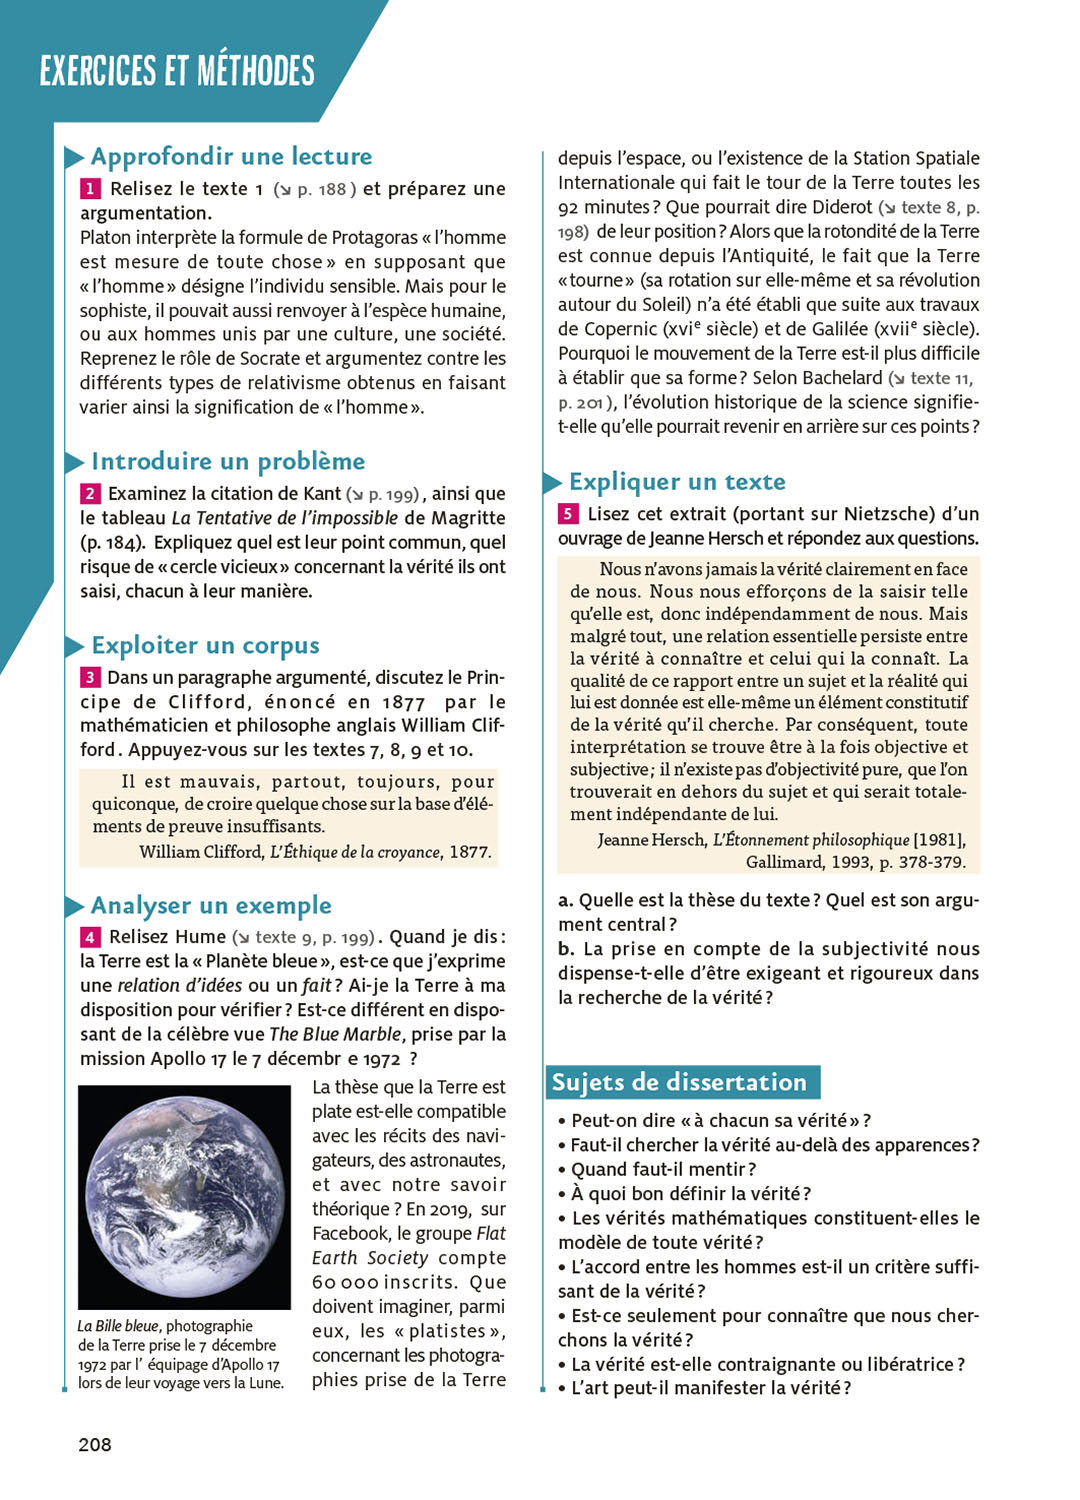 EXERCICES ET MÉTHODES
Approfondir une lecture
1 Relisez le texte 1 (↘ p. 188 ) et préparez une
argumentation.
Platon interprète la formule de Protagoras « l’homme
est mesure de toute chose » en supposant que
« l’homme » désigne l’individu sensible. Mais pour le
sophiste, il pouvait aussi renvoyer à l’espèce humaine,
ou aux hommes unis par une culture, une société.
Reprenez le rôle de Socrate et argumentez contre les
différents types de relativisme obtenus en faisant
varier ainsi la signification de « l’homme ».
Introduire un problème
2 Examinez la citation de Kant (↘ p. 199) , ainsi que
le tableau La Tentative de l’impossible de Magritte
(p. 184). Expliquez quel est leur point commun, quel
risque de « cercle vicieux » concernant la vérité ils ont
saisi, chacun à leur manière.
Exploiter un corpus
3 Dans un paragraphe argumenté, discutez le Prin-
cipe de Clifford, énoncé en 1877 par le
mathématicien et philosophe anglais William Clif-
ford . Appuyez-vous sur les textes 7, 8, 9 et 10.
Il est mauvais, partout, toujours, pour
quiconque, de croire quelque chose sur la base d’élé-
ments de preuve insuffisants.
William Clifford, L’Éthique de la croyance, 1877.
Analyser un exemple
4 Relisez Hume (↘ texte 9, p. 199) . Quand je dis :
la Terre est la « Planète bleue », est-ce que j’exprime
une relation d’idées ou un fait ? Ai-je la Terre à ma
disposition pour vérifier ? Est-ce différent en dispo-
sant de la célèbre vue The Blue Marble, prise par la
mission Apollo 17 le 7 décembr e 1972 ?
La thèse que la Terre est
plate est-elle compatible
avec les récits des navi-
gateurs, des astronautes,
et avec notre savoir
théorique ? En 2019, sur
Facebook, le groupe Flat
Earth Society compte
60 000 inscrits. Que
doivent imaginer, parmi
eux, les « platistes »,
concernant les photogra-
phies prise de la Terre
La Bille bleue, photographie
de la Terre prise le 7 décembre
1972 par l’ équipage d’Apollo 17
lors de leur voyage vers la Lune.
depuis l’espace, ou l’existence de la Station Spatiale
Internationale qui fait le tour de la Terre toutes les
92 minutes ? Que pourrait dire Diderot (↘ texte 8, p.
198) de leur position ? Alors que la rotondité de la Terre
est connue depuis l’Antiquité, le fait que la Terre
« tourne » (sa rotation sur elle-même et sa révolution
autour du Soleil) n’a été établi que suite aux travaux
de Copernic (xviᵉ siècle) et de Galilée (xviiᵉ siècle).
Pourquoi le mouvement de la Terre est-il plus difficile
à établir que sa forme ? Selon Bachelard (↘ texte 11,
p. 201 ), l’évolution historique de la science signifie-
t-elle qu’elle pourrait revenir en arrière sur ces points ?
Expliquer un texte
5 Lisez cet extrait (portant sur Nietzsche) d’un
ouvrage de Jeanne Hersch et répondez aux questions.
Nous n’avons jamais la vérité clairement en face
de nous. Nous nous efforçons de la saisir telle
qu’elle est, donc indépendamment de nous. Mais
malgré tout, une relation essentielle persiste entre
la vérité à connaître et celui qui la connaît. La
qualité de ce rapport entre un sujet et la réalité qui
lui est donnée est elle-même un élément constitutif
de la vérité qu’il cherche. Par conséquent, toute
interprétation se trouve être à la fois objective et
subjective ; il n’existe pas d’objectivité pure, que l’on
trouverait en dehors du sujet et qui serait totale-
ment indépendante de lui.
Jeanne Hersch, L’Étonnement philosophique [1981],
Gallimard, 1993, p. 378-379.
a. Quelle est la thèse du texte ? Quel est son argu-
ment central ?
b. La prise en compte de la subjectivité nous
dispense-t-elle d’être exigeant et rigoureux dans
la recherche de la vérité ?
Sujets de dissertation
• Peut-on dire « à chacun sa vérité » ?
• Faut-il chercher la vérité au-delà des apparences ?
• Quand faut-il mentir ?
• À quoi bon définir la vérité ?
• Les vérités mathématiques constituent-elles le
modèle de toute vérité ?
• L’accord entre les hommes est-il un critère suffi-
sant de la vérité ?
• Est-ce seulement pour connaître que nous cher-
chons la vérité ?
• La vérité est-elle contraignante ou libératrice ?
• L’art peut-il manifester la vérité ?
208